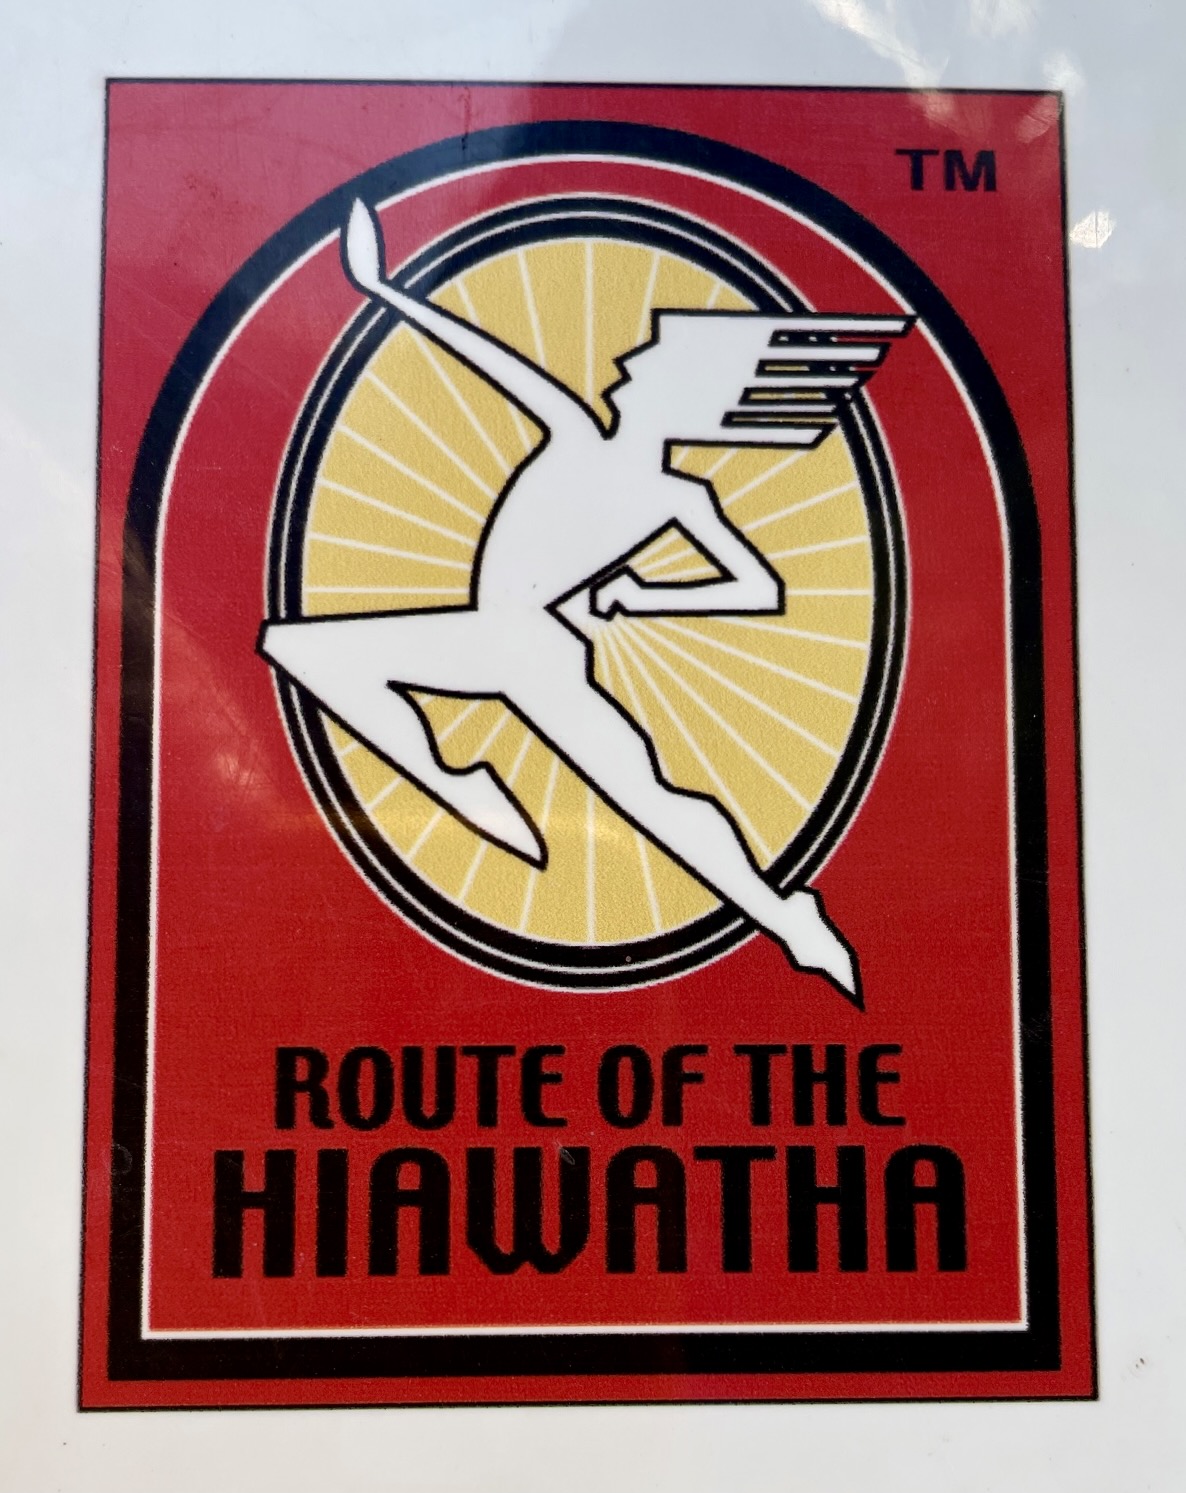 TM
ROUTE OF THE
HIAWATHA